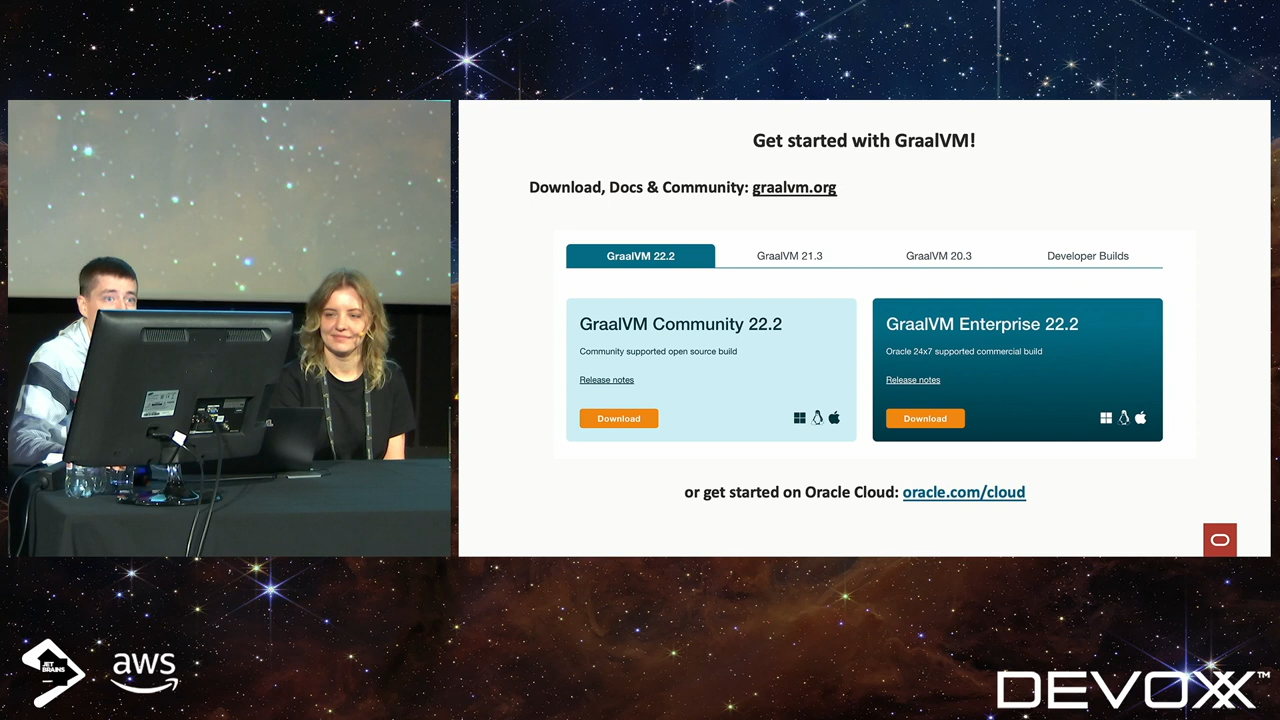 Get started with GraalVM!
Download, Docs & Community: graalvm.org
GraalVM 22.2
GraalVM 21.3
GraalVM 20.3
Developer Builds
GraalVM Community 22.2
Community supported open source build
Release notes
Download
GraalVM Enterprise 22.2
Oracle 24x7 supported commercial build
Release notes
Download
or get started on Oracle Cloud: oracle.com/cloud
JET
BRAINS
aws
DEVOXX™